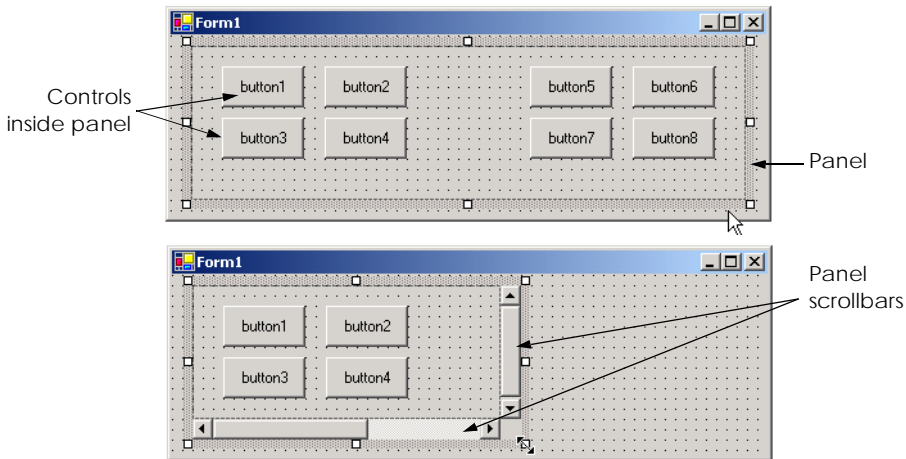 Form1
button1 button2 button5 button6
Controls
inside panel
button3 button4 button7 button8
Panel
Form1
Panel
scrollbars
button1 button2
button3 button4